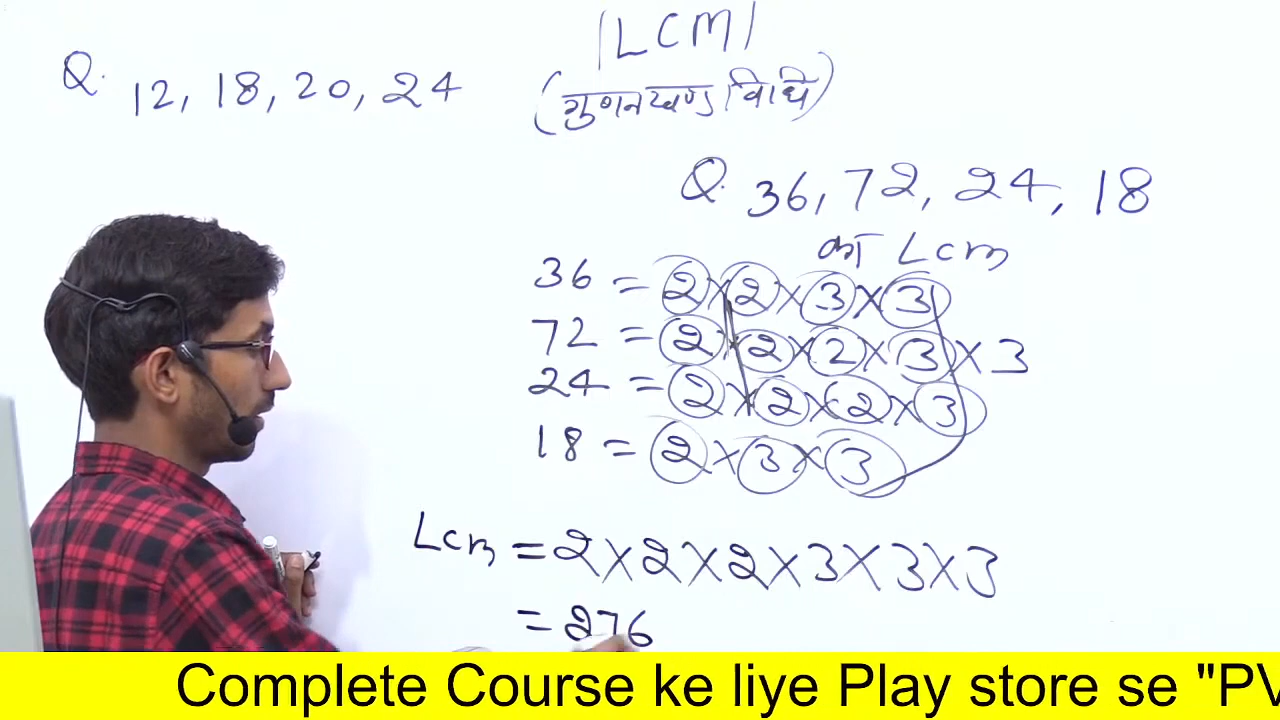 |LCM|
(गुणनखण्ड विधि)
Q. 12, 18, 20, 24
Q. 36, 72, 24, 18
का Lcm
36 = 2×2×3×3
72 = 2×2×2×3×3
24 = 2×2×2×3
18 = 2×3×3
Lcm = 2×2×2×3×3×3
= 276
Complete Course ke liye Play store se "PV